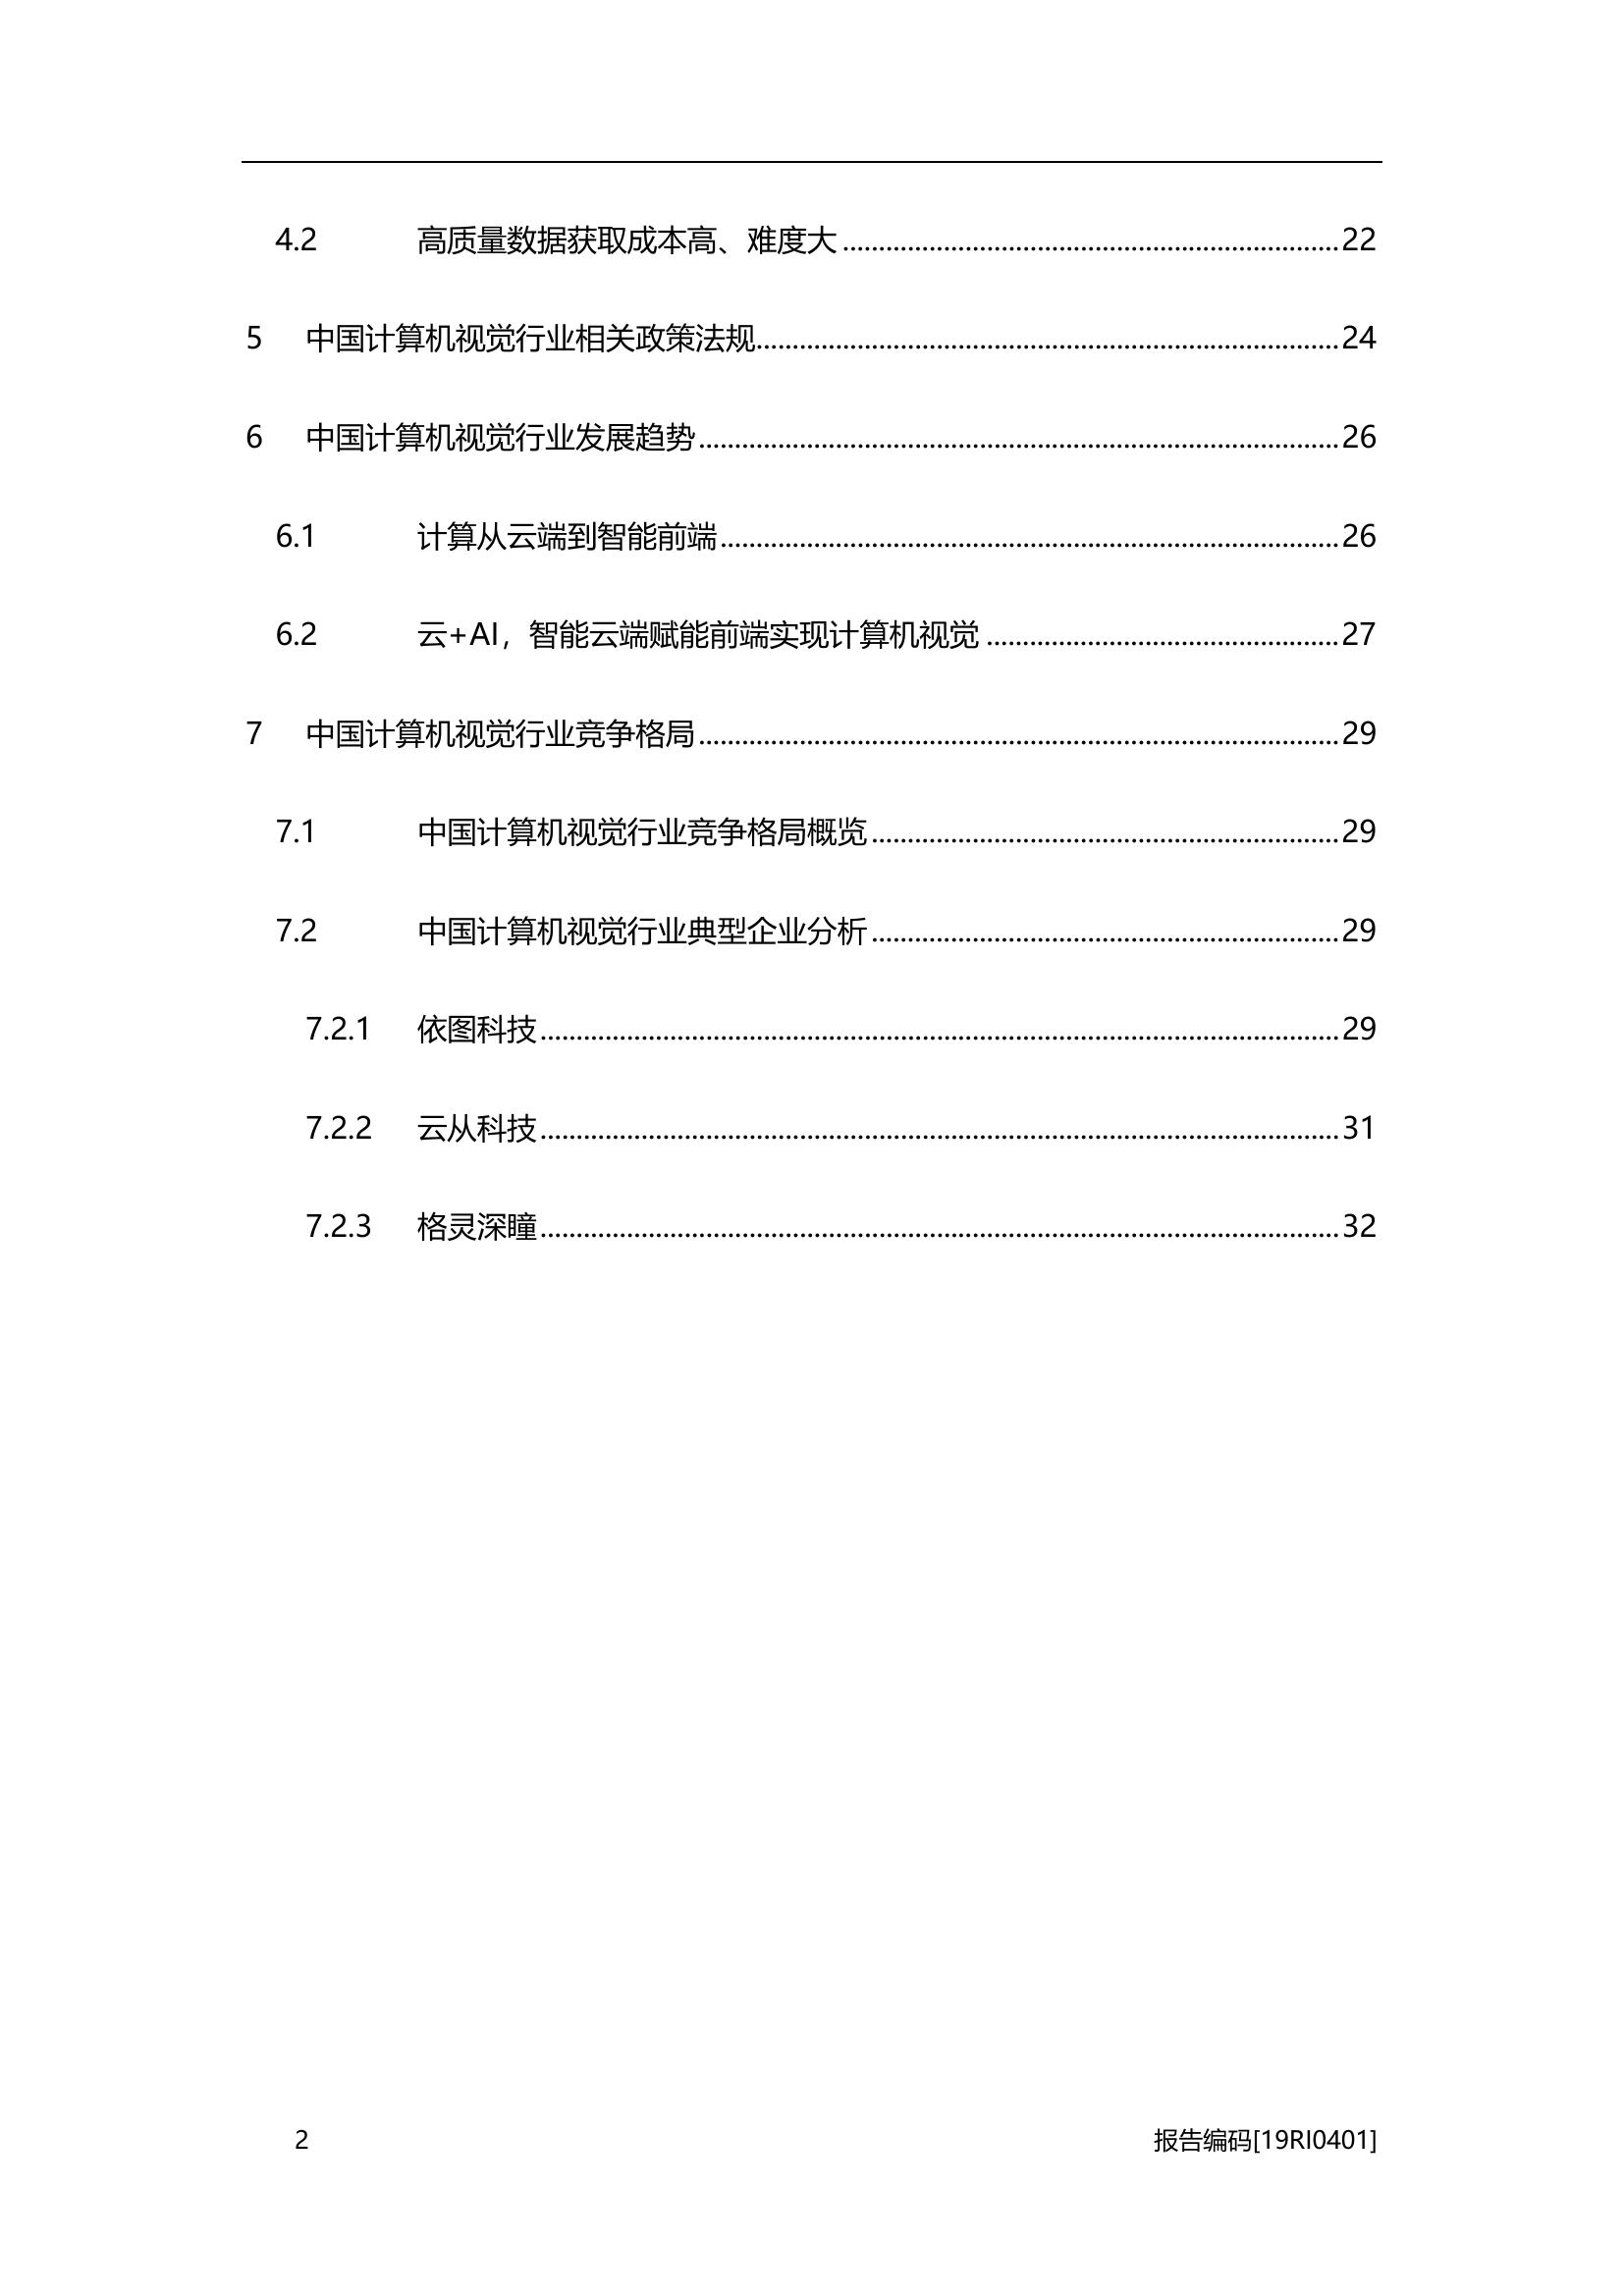 4.2 高质量数据获取成本高、难度大 22
5 中国计算机视觉行业相关政策法规 24
6 中国计算机视觉行业发展趋势 26
6.1 计算从云端到智能前端 26
6.2 云+AI，智能云端赋能前端实现计算机视觉 27
7 中国计算机视觉行业竞争格局 29
7.1 中国计算机视觉行业竞争格局概览 29
7.2 中国计算机视觉行业典型企业分析 29
7.2.1 依图科技 29
7.2.2 云从科技 31
7.2.3 格灵深瞳 32
2 报告编码[19RI0401]